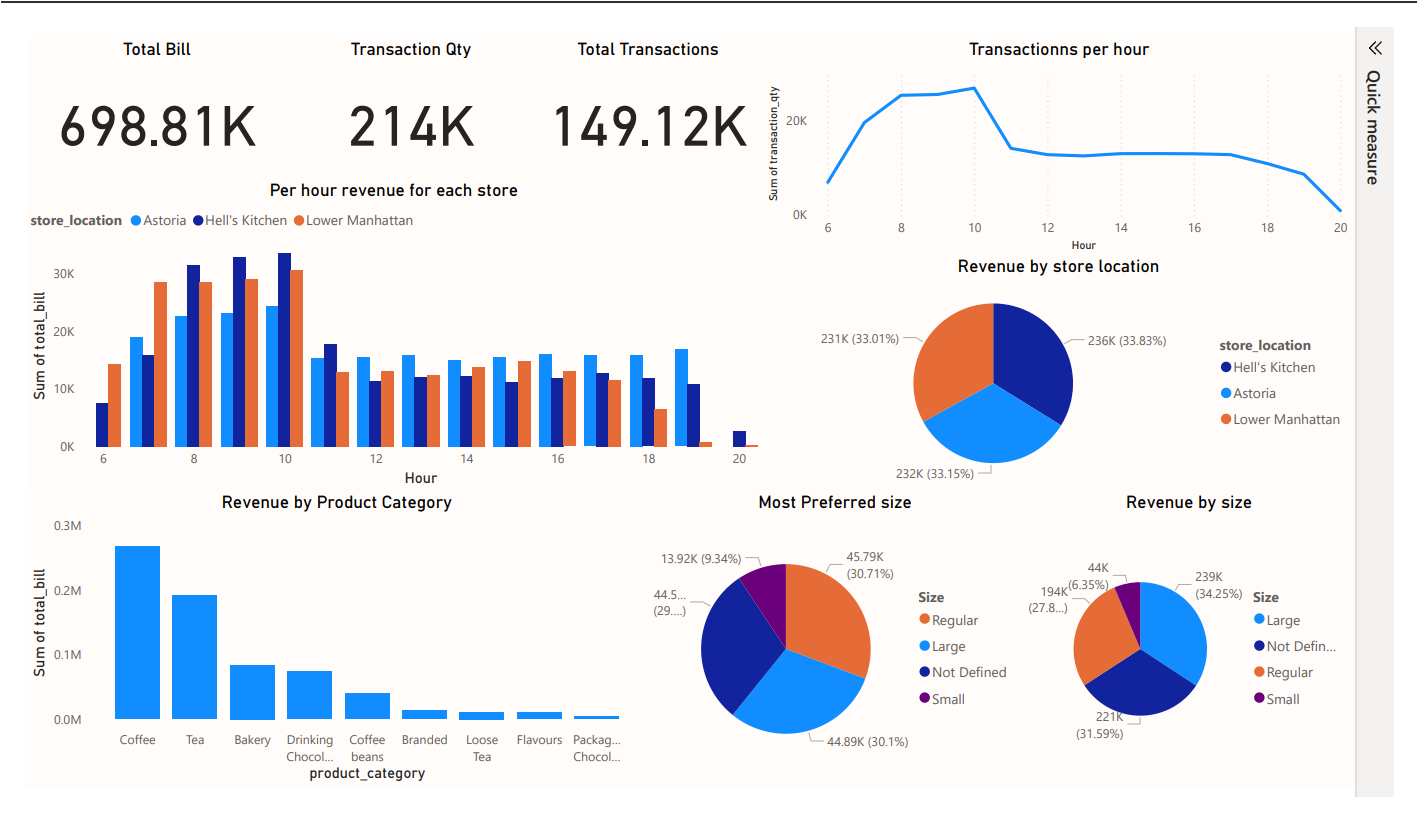 Total Bill
Transaction Qty
Total Transactions
698.81K
214K
149.12K
Transactionns per hour
Sum of transaction_qty
20K
0K
6 8 10 12 14 16 18 20
Hour
Quick measure
Per hour revenue for each store
store_location Astoria Hell's Kitchen Lower Manhattan
Sum of total_bill
30K
20K
10K
0K
6 8 10 12 14 16 18 20
Hour
Revenue by store location
231K (33.01%)
236K (33.83%)
232K (33.15%)
store_location
Hell's Kitchen
Astoria
Lower Manhattan
Revenue by Product Category
Sum of total_bill
0.3M
0.2M
0.1M
0.0M
Coffee
Tea
Bakery
Drinking
Chocol...
Coffee
beans
Branded
Loose
Tea
Flavours
Packag...
Chocol...
product_category
Most Preferred size
13.92K (9.34%)
45.79K
(30.71%)
44.5...
(29....)
44.89K (30.1%)
Size
Regular
Large
Not Defined
Small
Revenue by size
44K
(6.35%)
239K
(34.25%)
194K
(27.8...)
221K
(31.59%)
Size
Large
Not Defin...
Regular
Small